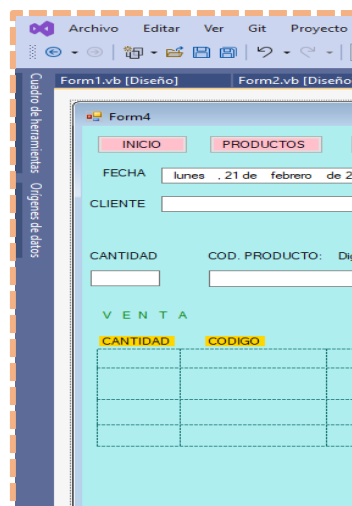 Archivo Editar Ver Git Proyecto
Form1.vb [Diseño] Form2.vb [Diseño
Cuadro de herramientas Orígenes de datos
Form4
INICIO PRODUCTOS
FECHA lunes , 21 de febrero de 2
CLIENTE
CANTIDAD COD. PRODUCTO: Dig
V E N T A
CANTIDAD CODIGO